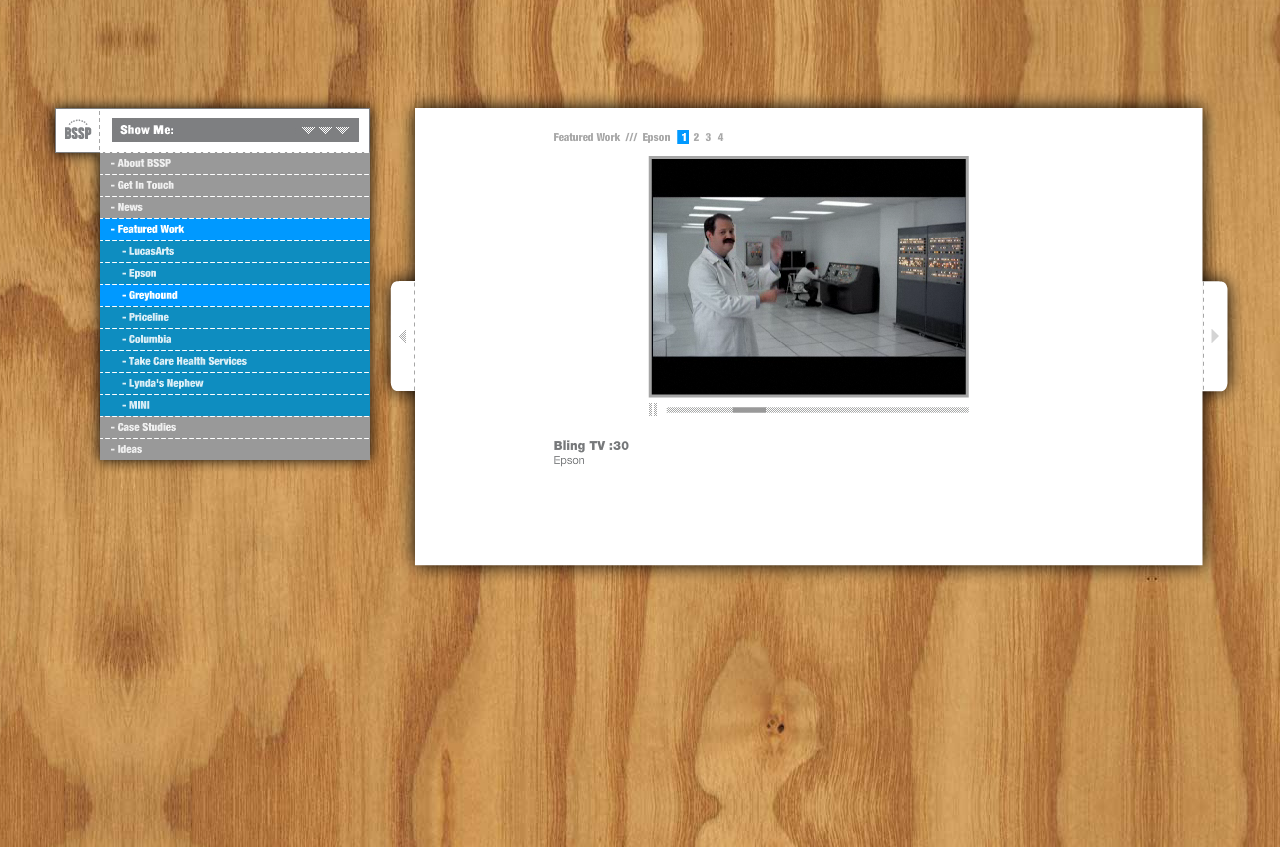 BSSP
Show Me:
- About BSSP
- Get In Touch
- News
- Featured Work
- LucasArts
- Epson
- Greyhound
- Priceline
- Columbia
- Take Care Health Services
- Lynda's Nephew
- MINI
- Case Studies
- Ideas
Featured Work /// Epson 1 2 3 4
Bling TV :30
Epson